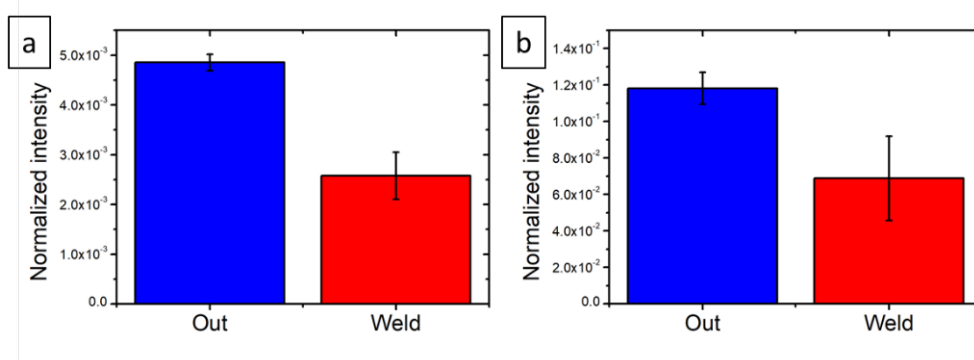 a
Normalized intensity
5.0x10⁻³
4.0x10⁻³
3.0x10⁻³
2.0x10⁻³
1.0x10⁻³
0.0
Out Weld
b
Normalized intensity
1.4x10⁻¹
1.2x10⁻¹
1.0x10⁻¹
8.0x10⁻²
6.0x10⁻²
4.0x10⁻²
2.0x10⁻²
0.0
Out Weld